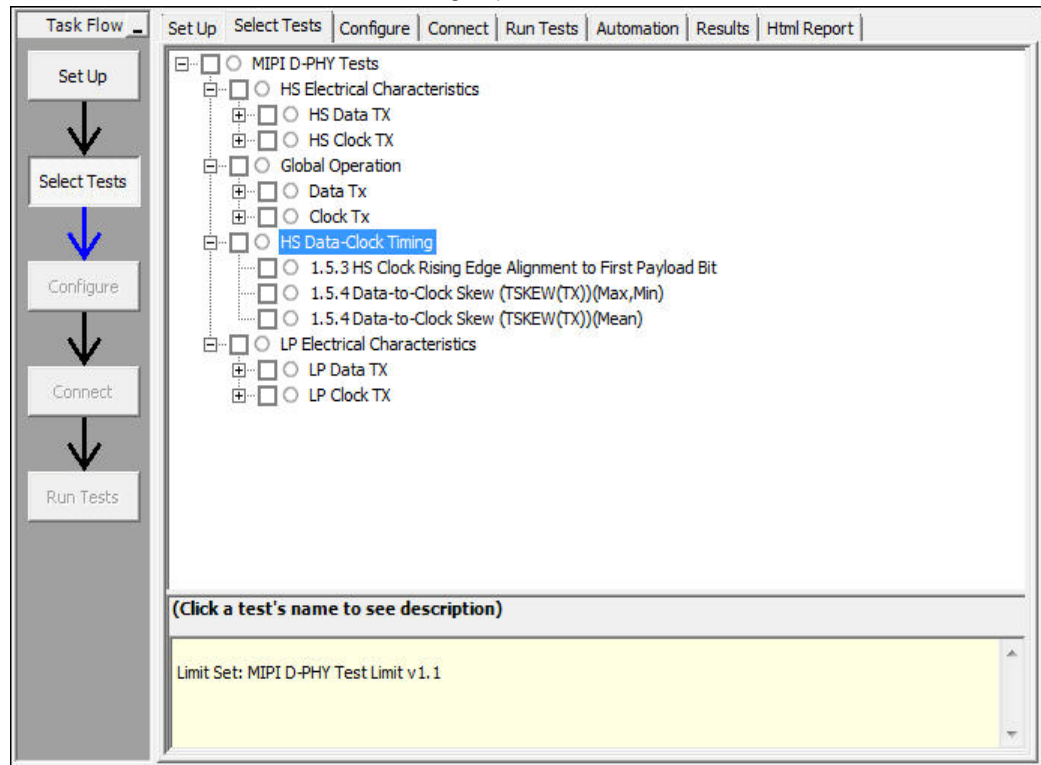 Task Flow
Set Up
Select Tests
Configure
Connect
Run Tests
Set Up Select Tests Configure Connect Run Tests Automation Results Html Report
MIPI D-PHY Tests
HS Electrical Characteristics
HS Data TX
HS Clock TX
Global Operation
Data Tx
Clock Tx
HS Data-Clock Timing
1.5.3 HS Clock Rising Edge Alignment to First Payload Bit
1.5.4 Data-to-Clock Skew (TSKEW(TX))(Max,Min)
1.5.4 Data-to-Clock Skew (TSKEW(TX))(Mean)
LP Electrical Characteristics
LP Data TX
LP Clock TX
(Click a test's name to see description)
Limit Set: MIPI D-PHY Test Limit v1.1